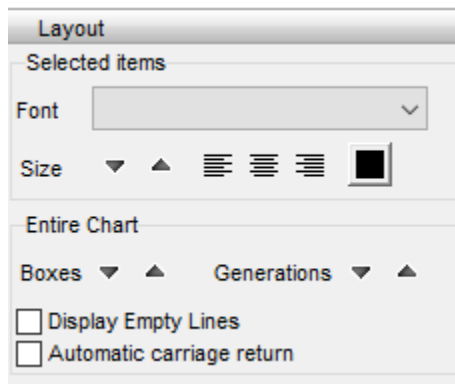 Layout
Selected items
Font
Size
Entire Chart
Boxes Generations
Display Empty Lines
Automatic carriage return